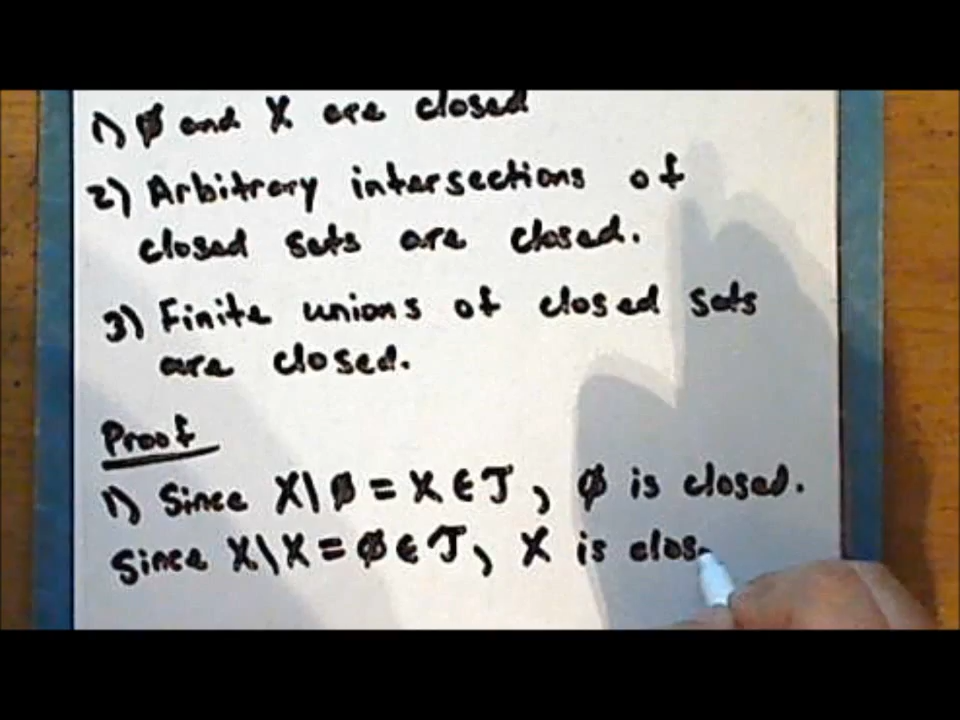 1) ∅ and X are closed
2) Arbitrary intersections of
closed sets are closed.
3) Finite unions of closed sets
are closed.
Proof
1) Since X\∅ = X ∈ T, ∅ is closed.
Since X\X = ∅ ∈ T, X is clos